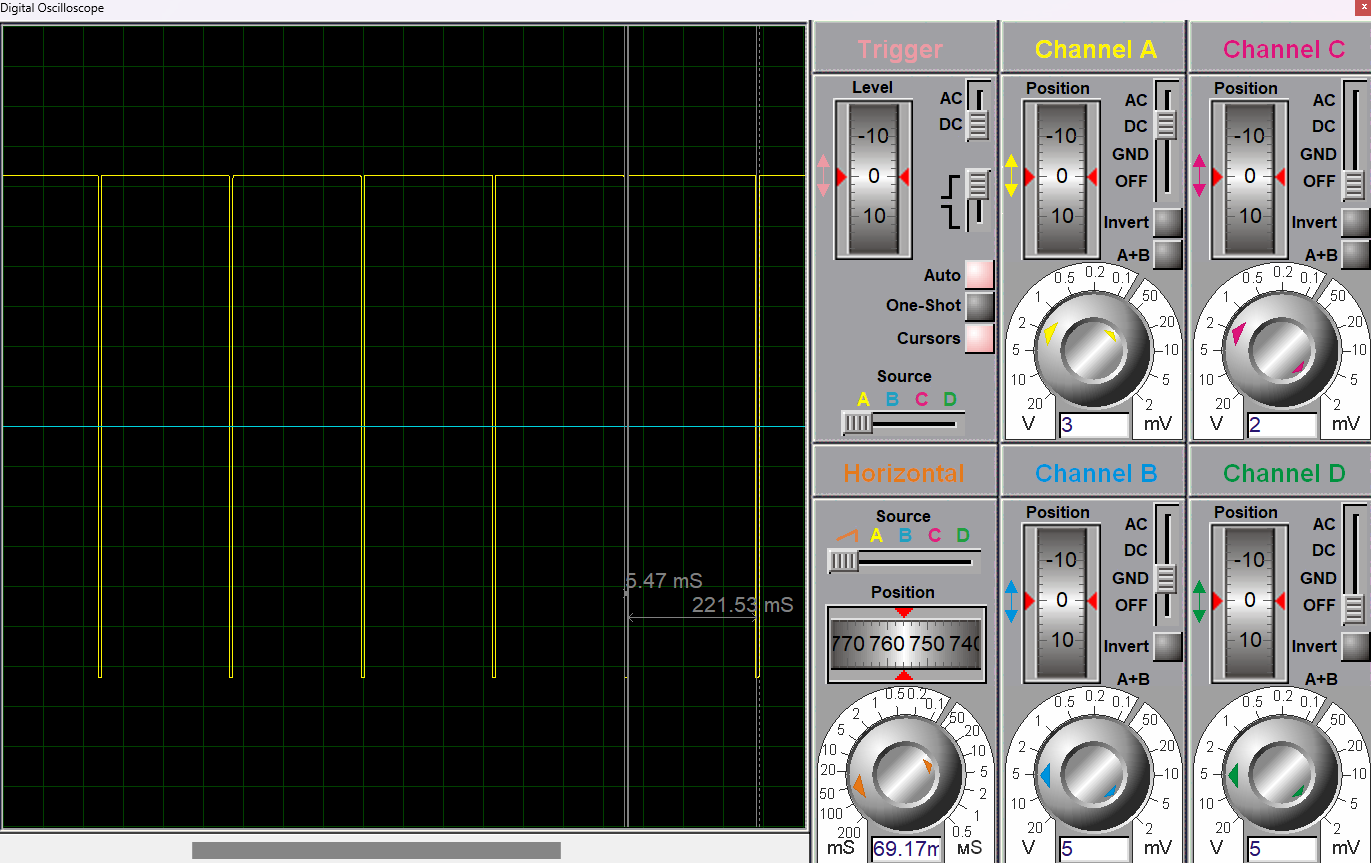 Digital Oscilloscope
x
5.47 mS
221.53 mS
Trigger
Level
-10
0
10
AC
DC
Auto
One-Shot
Cursors
Source
A B C D
Channel A
Position
-10
0
10
AC
DC
GND
OFF
Invert
A+B
20 10 5 2 1 0.5 0.2 0.1 50 20 10 5 2
V 3 mV
Channel C
Position
-10
0
10
AC
DC
GND
OFF
Invert
A+B
20 10 5 2 1 0.5 0.2 0.1 50 20 10 5 2
V 2 mV
Horizontal
Source
A B C D
Position
770 760 750 740
200 100 50 20 10 5 2 1 0.5 0.2 0.1 50 20 10 5 2 1 0.5
mS 69.17m мS
Channel B
Position
-10
0
10
AC
DC
GND
OFF
Invert
A+B
20 10 5 2 1 0.5 0.2 0.1 50 20 10 5 2
V 5 mV
Channel D
Position
-10
0
10
AC
DC
GND
OFF
Invert
A+B
20 10 5 2 1 0.5 0.2 0.1 50 20 10 5 2
V 5 mV